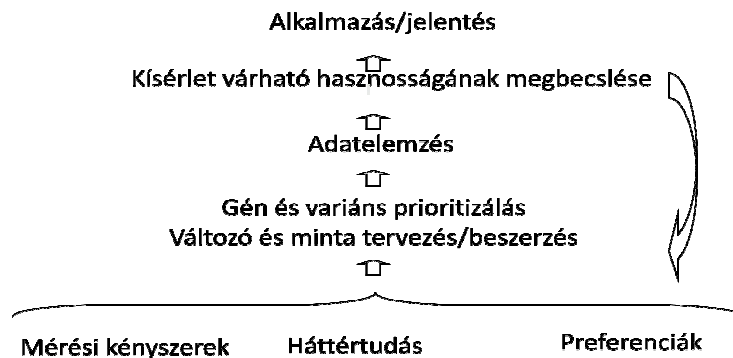 Alkalmazás/jelentés
Kísérlet várható hasznosságának megbecslése
Adatelemzés
Gén és variáns prioritizálás
Változó és minta tervezés/beszerzés
Mérési kényszerek Háttértudás Preferenciák